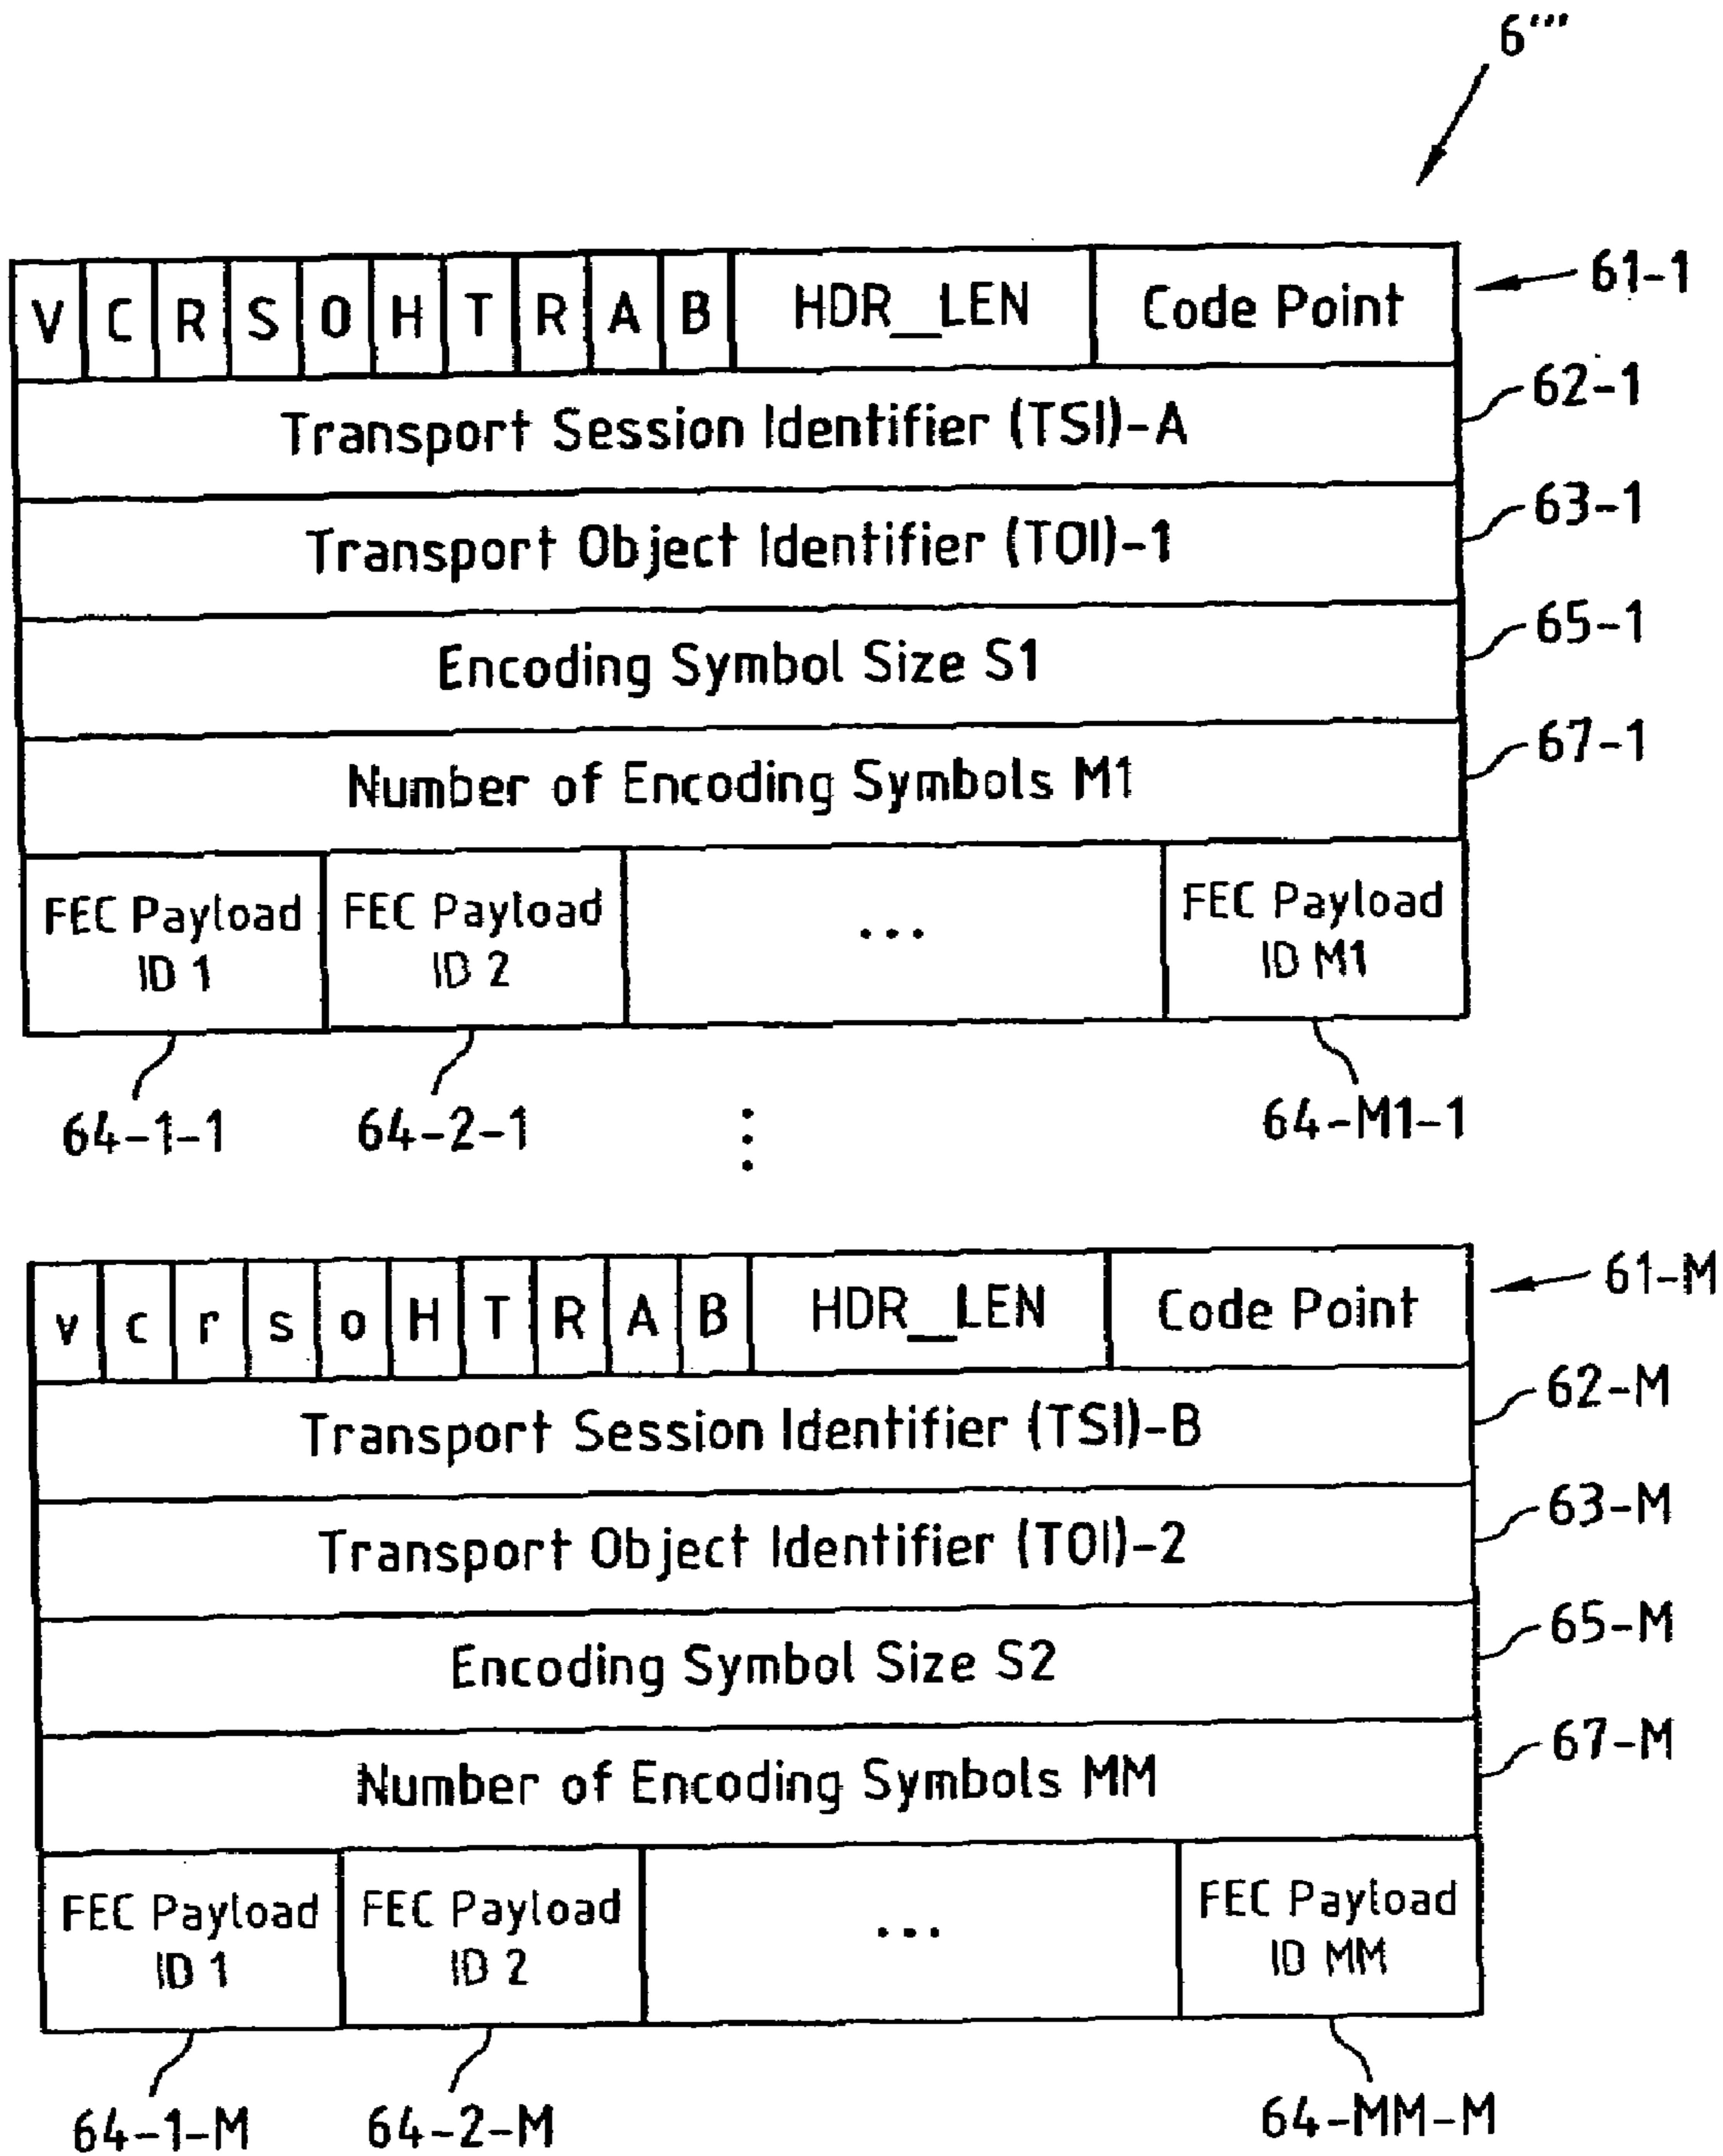 6''''
V C R S O H T R A B HDR_LEN Code Point 61-1
Transport Session Identifier (TSI)-A 62-1
Transport Object Identifier (TOI)-1 63-1
Encoding Symbol Size S1 65-1
Number of Encoding Symbols M1 67-1
FEC Payload FEC Payload ... FEC Payload
ID 1 ID 2 ID M1
64-1-1 64-2-1 64-M1-1
v c r s o H T R A B HDR_LEN Code Point 61-M
Transport Session Identifier (TSI)-B 62-M
Transport Object Identifier (TOI)-2 63-M
Encoding Symbol Size S2 65-M
Number of Encoding Symbols MM 67-M
FEC Payload FEC Payload ... FEC Payload
ID 1 ID 2 ID MM
64-1-M 64-2-M 64-MM-M